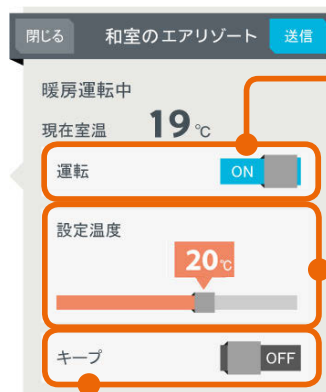 閉じる 和室のエアリゾート 送信
暖房運転中
現在室温 19℃
運転 ON
設定温度
20℃
キープ OFF